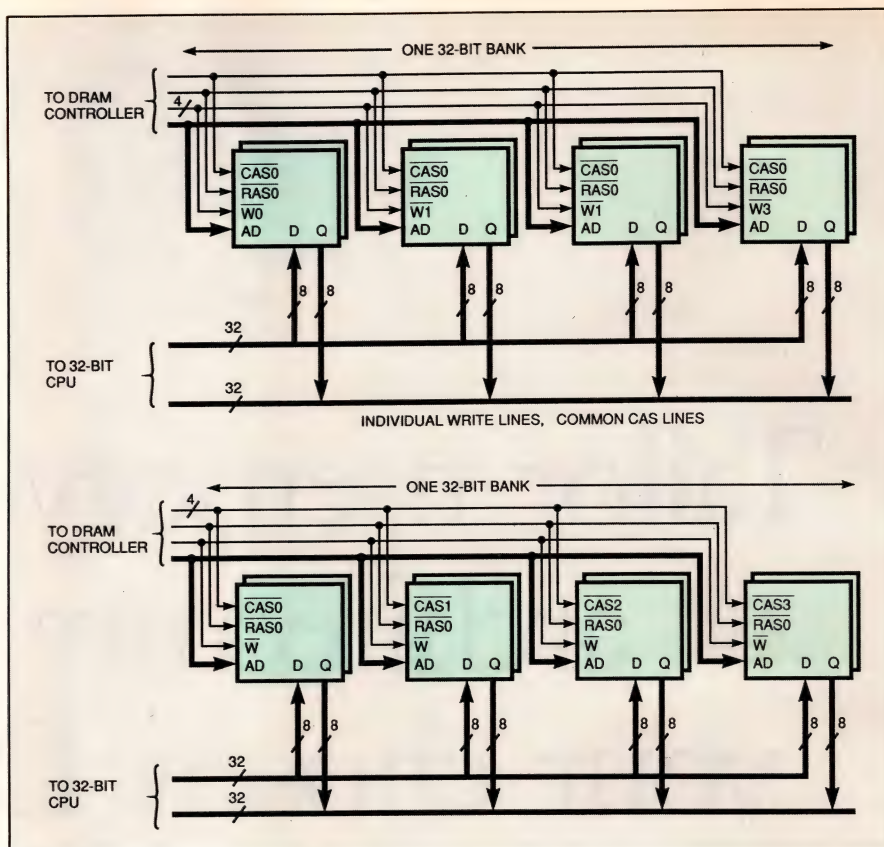 ONE 32-BIT BANK
TO DRAM
CONTROLLER
4
CAS0 CAS0 CAS0 CAS0
RAS0 RAS0 RAS0 RAS0
W0 W1 W1 W3
AD D Q AD D Q AD D Q AD D Q
8 8 8 8 8 8 8
32
TO 32-BIT
CPU
32
INDIVIDUAL WRITE LINES, COMMON CAS LINES
ONE 32-BIT BANK
4
TO DRAM
CONTROLLER
CAS0 CAS1 CAS2 CAS3
RAS0 RAS0 RAS0 RAS0
W W W W
AD D Q AD D Q AD D Q AD D Q
8 8 8 8 8 8 8
32
TO 32-BIT
CPU
32